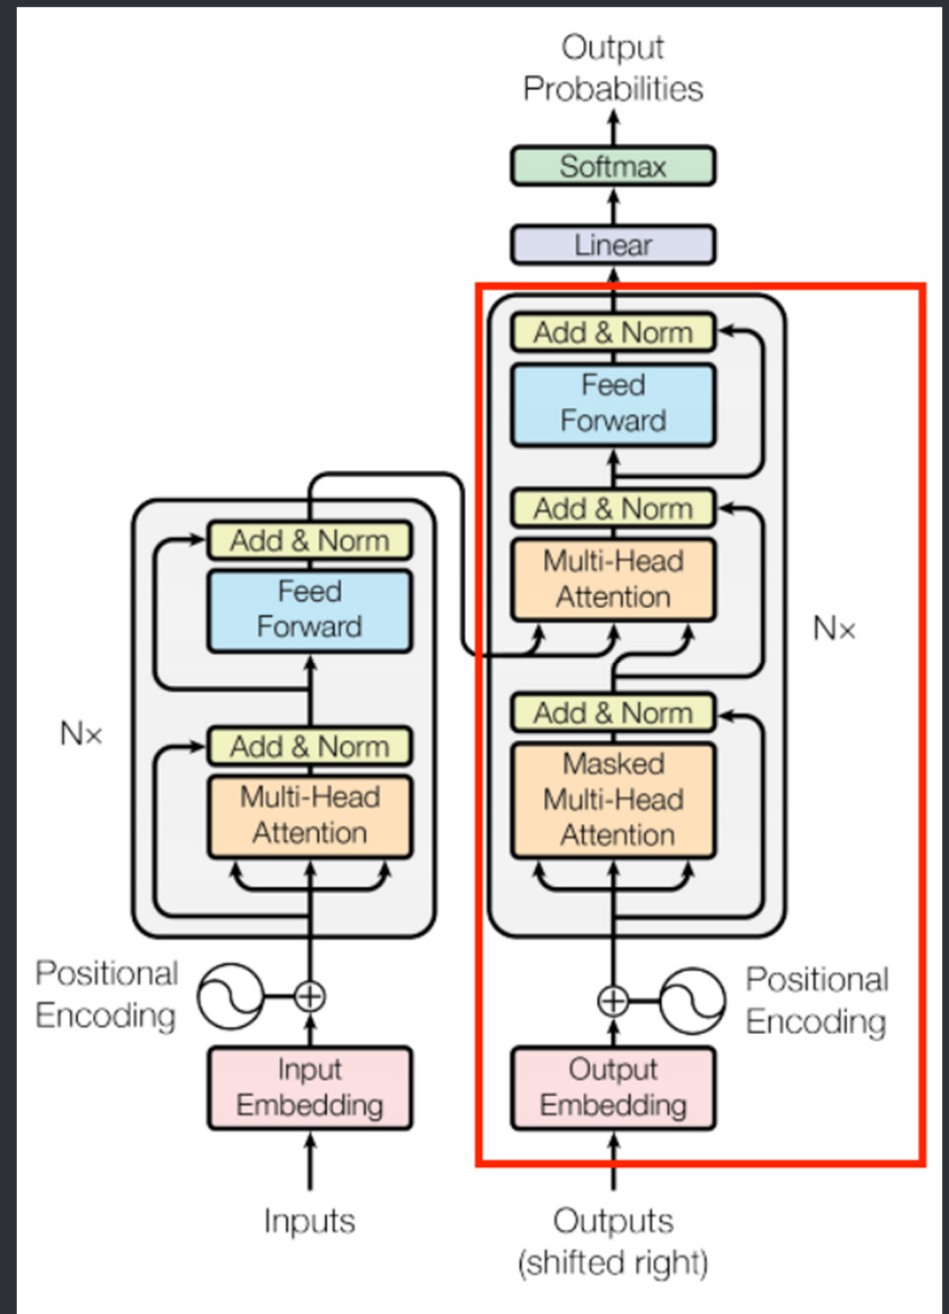 Output
Probabilities
Softmax
Linear
Add & Norm
Feed
Forward
Add & Norm
Multi-Head
Attention
Nx
Add & Norm
Masked
Multi-Head
Attention
Positional
Encoding
Output
Embedding
Outputs
(shifted right)
Add & Norm
Feed
Forward
Nx
Add & Norm
Multi-Head
Attention
Positional
Encoding
Input
Embedding
Inputs